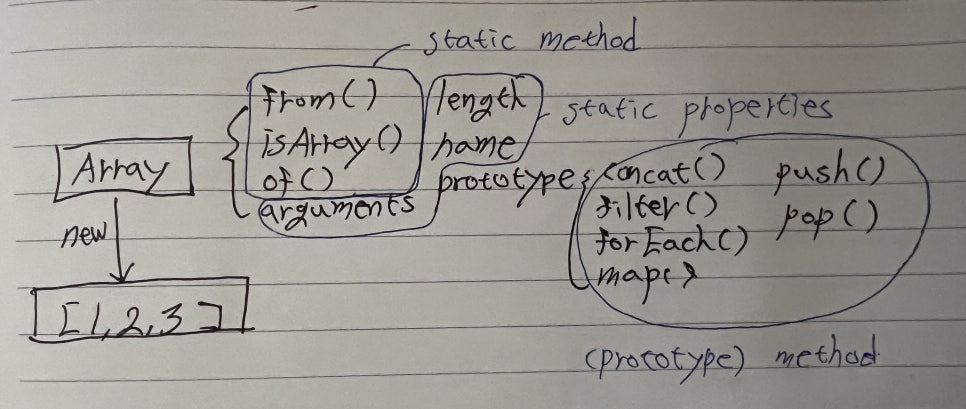 static method
from() length static properties
isArray() name
Array of() prototype concat() push()
arguments filter() pop()
new forEach()
map()
[1,2,3]
(prototype) method